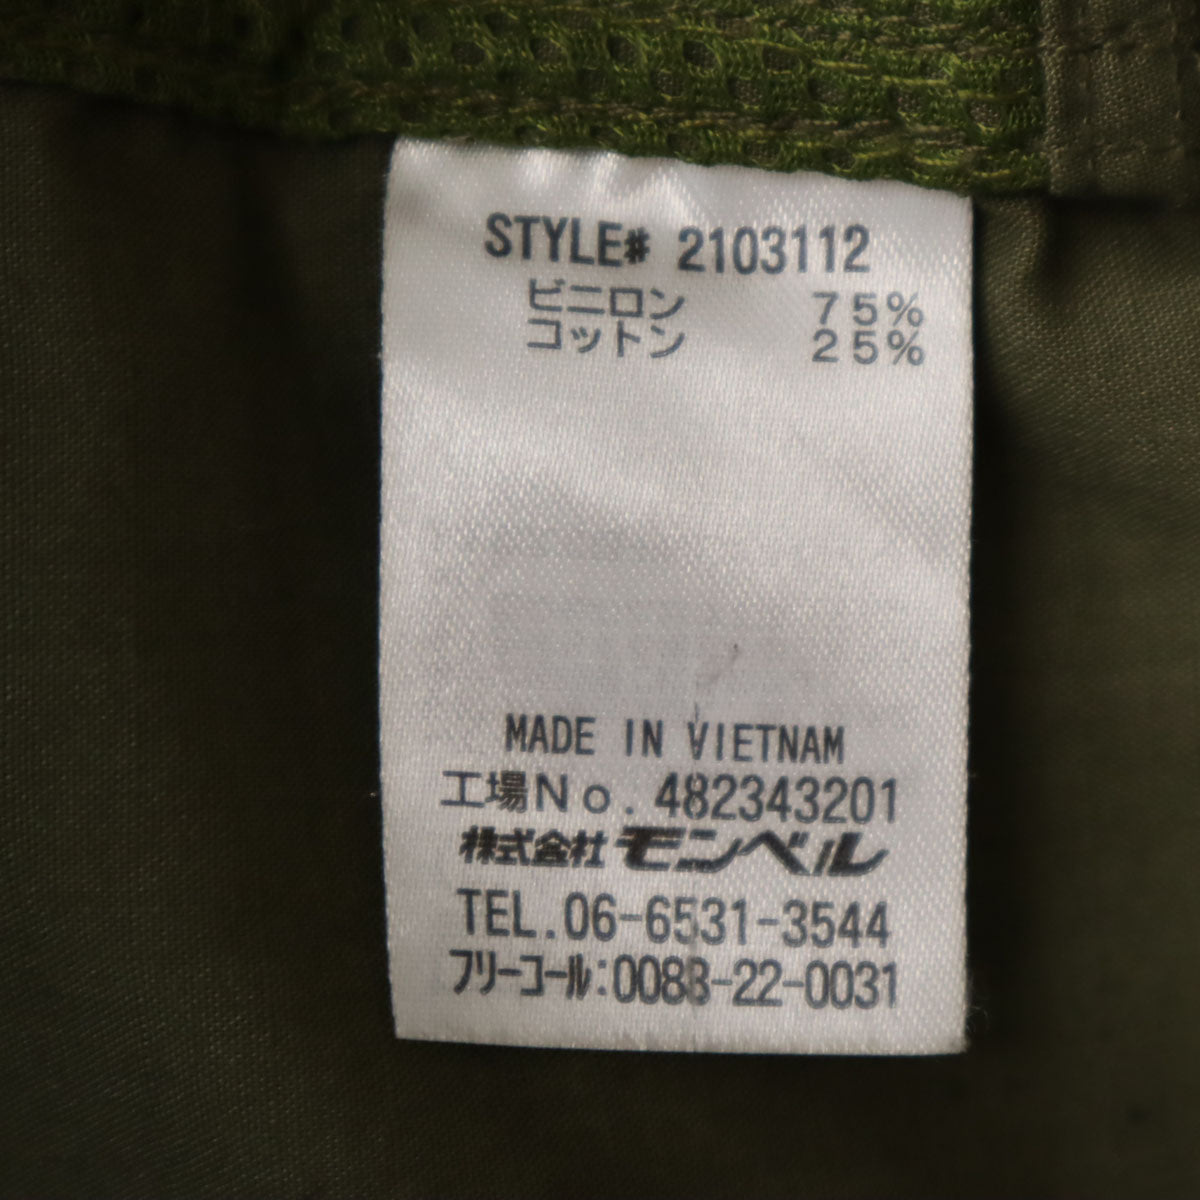 STYLE# 2103112
ビニロン 75%
コットン 25%
MADE IN VIETNAM
工場No. 482343201
株式会社 モンベル
TEL.06-6531-3544
フリーコール:0088-22-0031